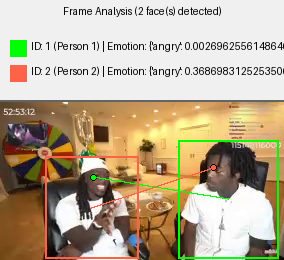 Frame Analysis (2 face(s) detected)
ID: 1 (Person 1) | Emotion: {'angry': 0.002696255614864
ID: 2 (Person 2) | Emotion: {'angry': 0.368698312525350
52:53:12